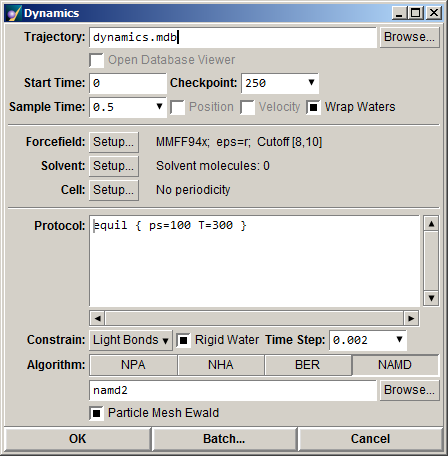 Dynamics
Trajectory: dynamics.mdb Browse...
Open Database Viewer
Start Time: 0 Checkpoint: 250
Sample Time: 0.5 Position Velocity Wrap Waters
Forcefield: Setup... MMFF94x; eps=r; Cutoff [8,10]
Solvent: Setup... Solvent molecules: 0
Cell: Setup... No periodicity
Protocol: equil { ps=100 T=300 }
Constrain: Light Bonds Rigid Water Time Step: 0.002
Algorithm: NPA NHA BER NAMD
namd2 Browse...
Particle Mesh Ewald
OK Batch... Cancel